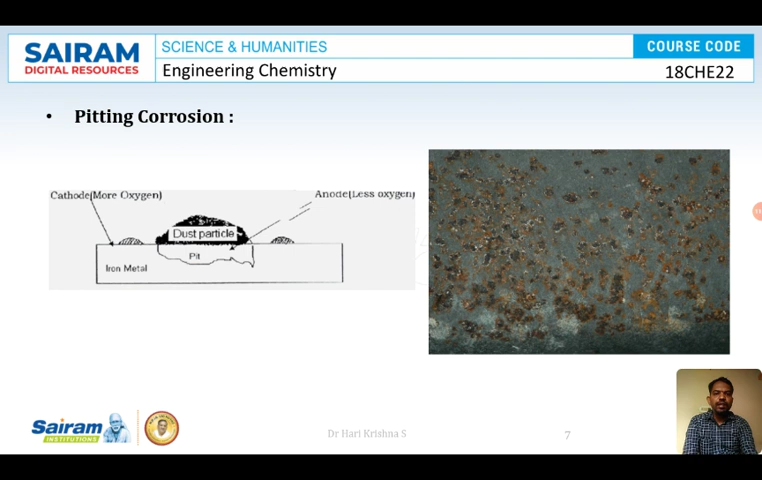 SAIRAM
DIGITAL RESOURCES
SCIENCE & HUMANITIES
COURSE CODE
Engineering Chemistry
18CHE22
• Pitting Corrosion :
Cathode(More Oxygen)
Anode(Less oxygen)
Dust particle
Pit
Iron Metal
Sairam
INSTITUTIONS
Dr Hari Krishna S
7